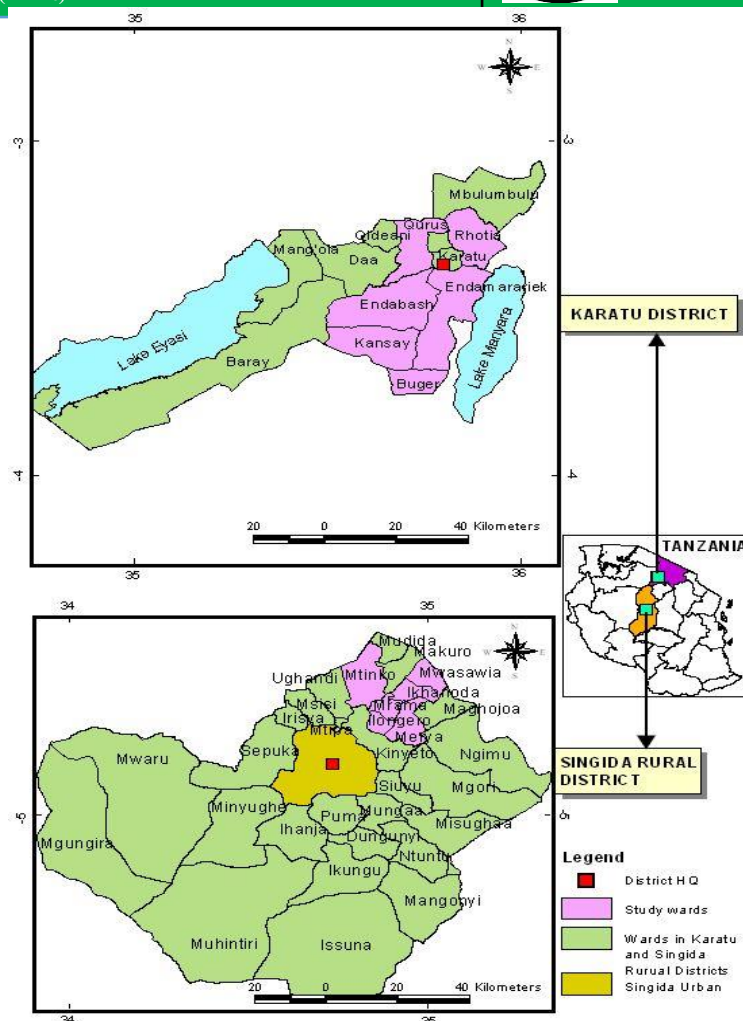 35
36
N
W
E
S
-3
-3
Mbulumbulu
Qurus
Rhotia
Qldeani
Mang'ola
Karatu
Daa
Endamaraciek
Endabash
KARATU DISTRICT
Lake Eyasi
Kansay
Lake Manyara
Baray
Buger
-4
-4
20 0 20 40 Kilometers
35
36
TANZANIA
34
35
Mudida
N
Makuro
W
E
Ughandi
Mtinko
Mwasawia
S
Msisi
Ikhanoda
Mrama
Maghojoa
Irisya
Ilongero
Mtipa
Merya
Mwaru
Sepuka
Kinyeto
Ngimu
SINGIDA RURAL
DISTRICT
Siuyu
Mgori
Minyughe
-5
-5
Puma
Mungaa
Misughaa
Mgungira
Ihanja
Dungunyi
Ntuntu
Legend
Ikungu
District HQ
Mangonyi
Study wards
Muhintiri
Issuna
Wards in Karatu
and Singida
Rurual Districts
Singida Urban
20 0 20 40 Kilometers
34
35